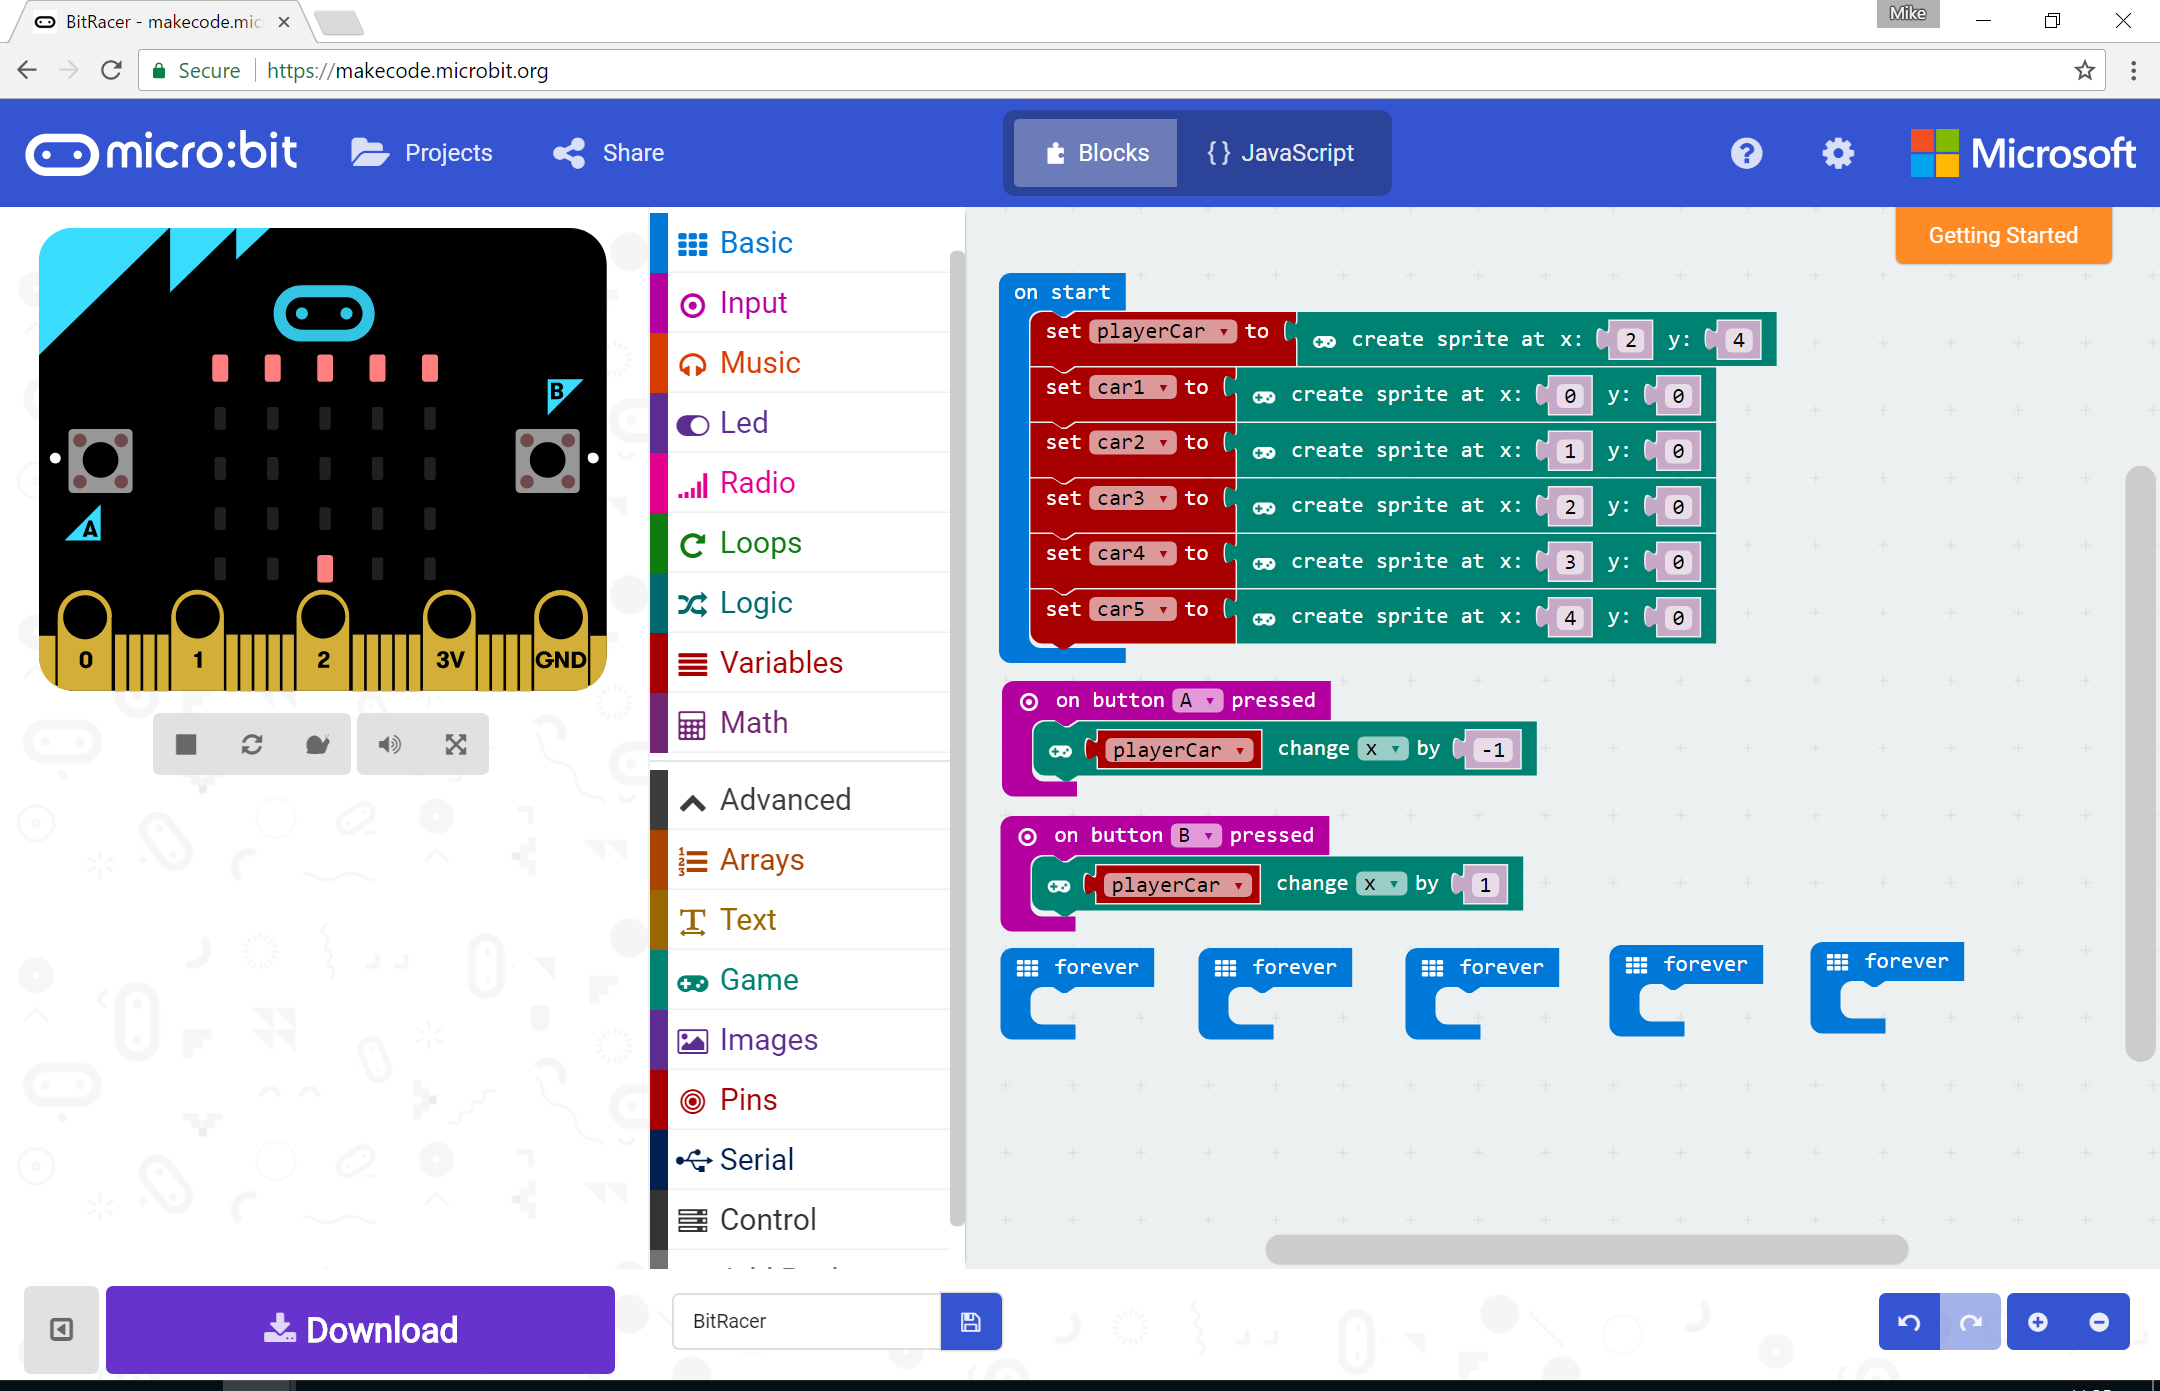 BitRacer - makecode.mic
Mike
Secure https://makecode.microbit.org
micro:bit
Projects
Share
Blocks
{} JavaScript
Microsoft
Getting Started
B
A
0 1 2 3V GND
Basic
Input
Music
Led
Radio
Loops
Logic
Variables
Math
Advanced
Arrays
Text
Game
Images
Pins
Serial
Control
on start
set playerCar to create sprite at x: 2 y: 4
set car1 to create sprite at x: 0 y: 0
set car2 to create sprite at x: 1 y: 0
set car3 to create sprite at x: 2 y: 0
set car4 to create sprite at x: 3 y: 0
set car5 to create sprite at x: 4 y: 0
on button A pressed
playerCar change x by -1
on button B pressed
playerCar change x by 1
forever forever forever forever forever
Download
BitRacer